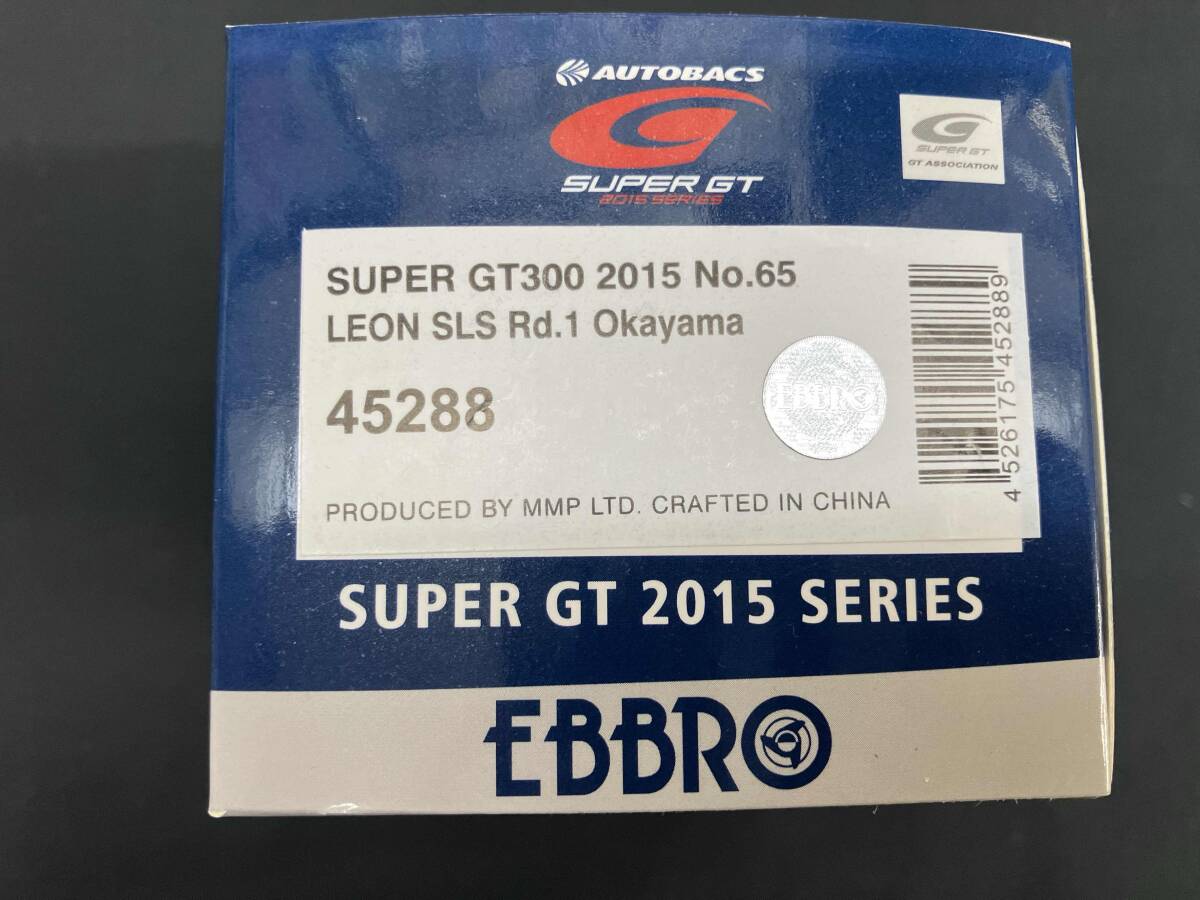 AUTOBACS
SUPER GT
2015 SERIES
SUPER GT
GT ASSOCIATION
SUPER GT300 2015 No.65
LEON SLS Rd.1 Okayama
45288
EBBRO
PRODUCED BY MMP LTD. CRAFTED IN CHINA
4 526175 452889
SUPER GT 2015 SERIES
EBBRO